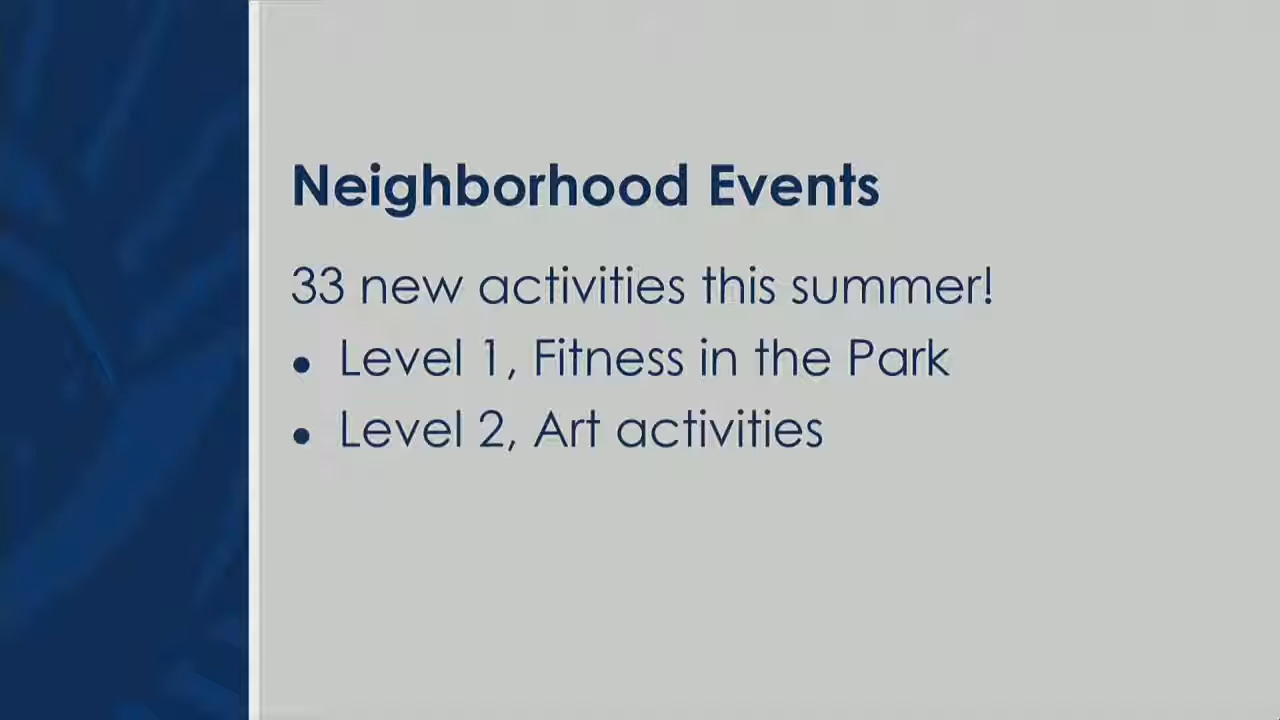 Neighborhood Events
33 new activities this summer!
• Level 1, Fitness in the Park
• Level 2, Art activities